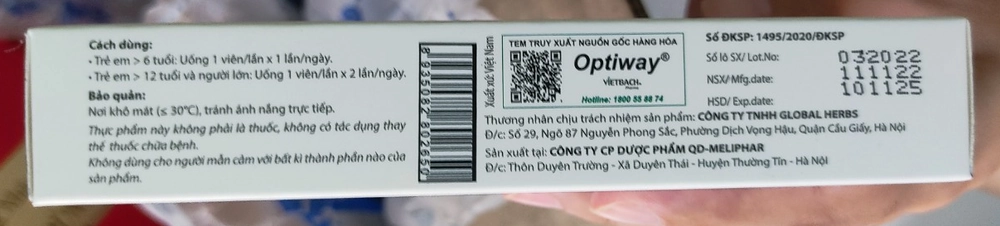 Cách dùng:
• Trẻ em > 6 tuổi: Uống 1 viên/lần x 1 lần/ngày.
• Trẻ em > 12 tuổi và người lớn: Uống 1 viên/lần x 2 lần/ngày.
Bảo quản:
Nơi khô mát (≤ 30°C), tránh ánh nắng trực tiếp.
Thực phẩm này không phải là thuốc, không có tác dụng thay
thế thuốc chữa bệnh.
Không dùng cho người mẫn cảm với bất kì thành phần nào của
sản phẩm.
8 935082 802650
Xuất xứ: Việt Nam
TEM TRUY XUẤT NGUỒN GỐC HÀNG HÓA
Optiway®
VIETBACH
Pharma
Hotline: 1800 55 88 74
Số ĐKSP: 1495/2020/ĐKSP
Số lô SX/ Lot.No: 032022
NSX/ Mfg.date: 111122
HSD/ Exp.date: 101125
Thương nhân chịu trách nhiệm sản phẩm: CÔNG TY TNHH GLOBAL HERBS
Đ/c: Số 29, Ngõ 87 Nguyễn Phong Sắc, Phường Dịch Vọng Hậu, Quận Cầu Giấy, Hà Nội
Sản xuất tại: CÔNG TY CP DƯỢC PHẨM QD-MELIPHAR
Đ/c: Thôn Duyên Trường - Xã Duyên Thái - Huyện Thường Tín - Hà Nội